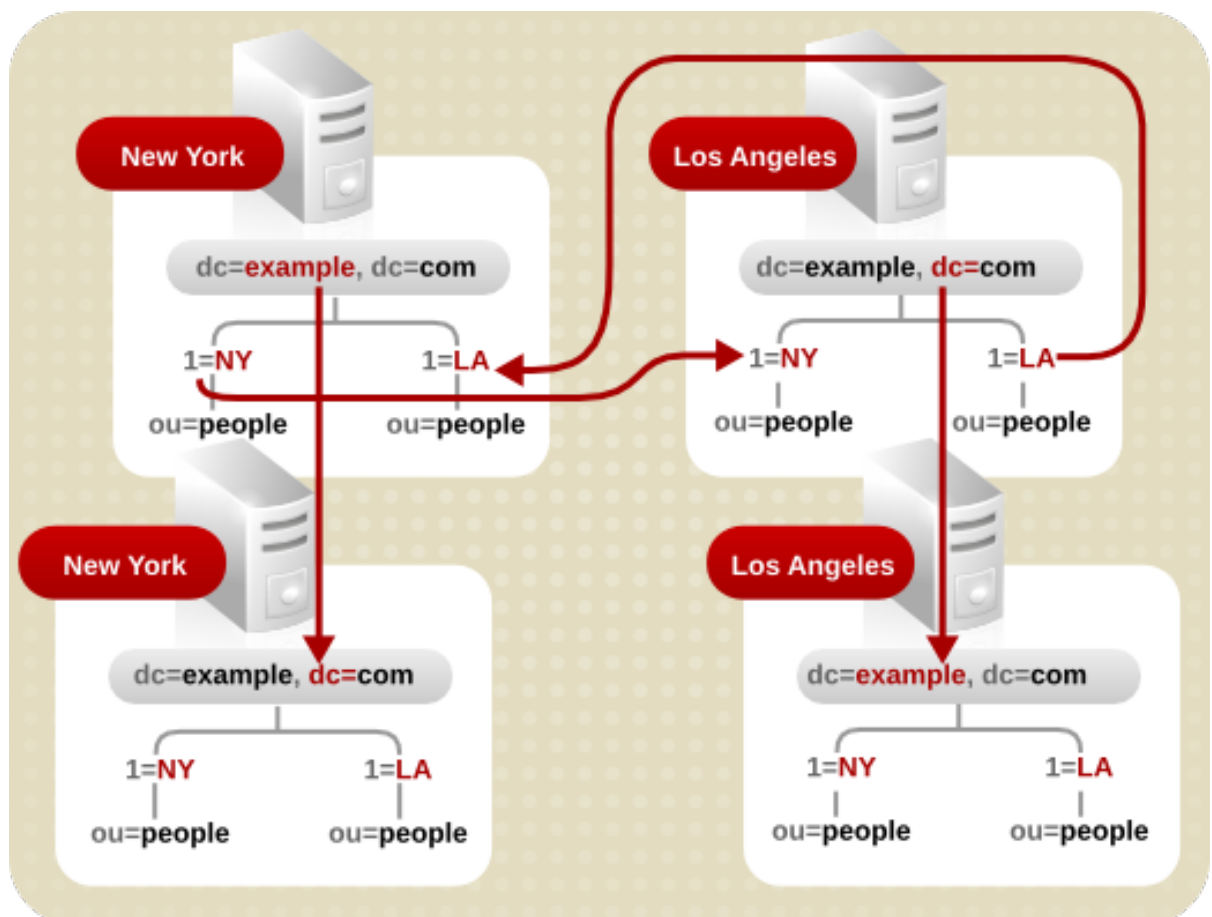 New York
Los Angeles
dc=example, dc=com
dc=example, dc=com
1=NY
1=LA
1=NY
1=LA
ou=people
ou=people
ou=people
ou=people
New York
Los Angeles
dc=example, dc=com
dc=example, dc=com
1=NY
1=LA
1=NY
1=LA
ou=people
ou=people
ou=people
ou=people